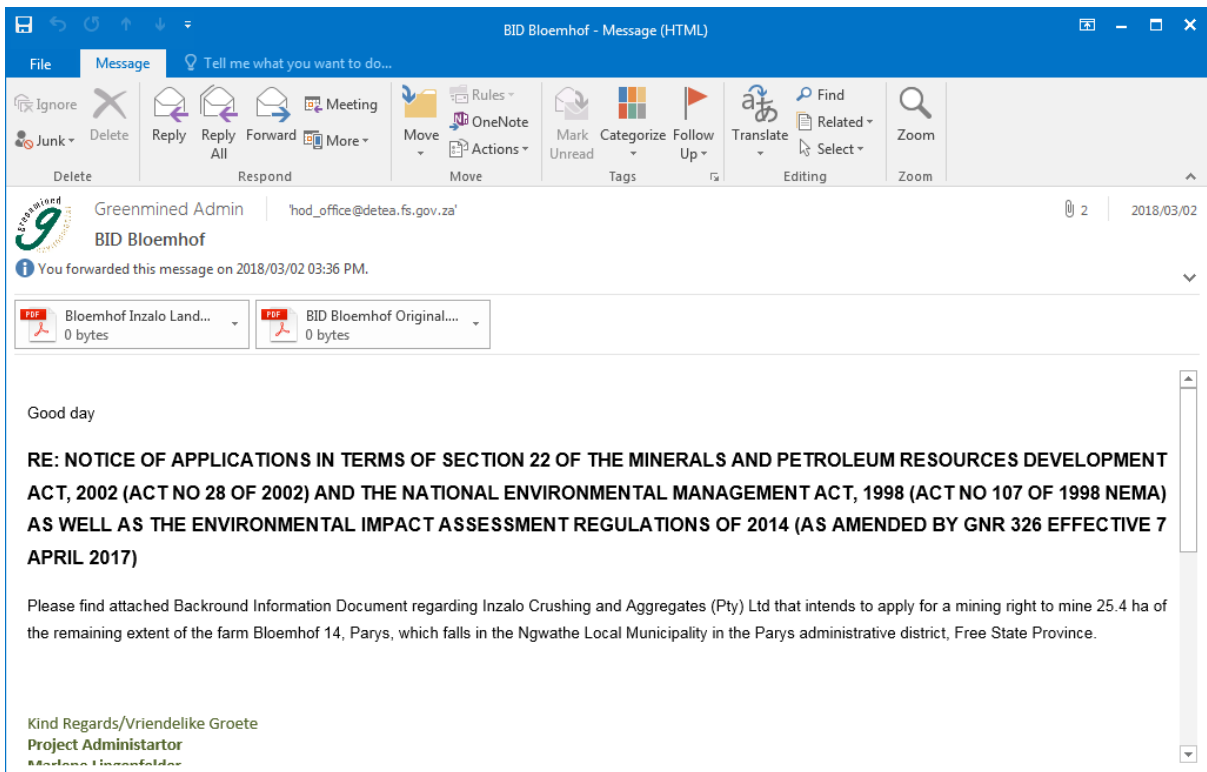 BID Bloemhof - Message (HTML)
File Message Tell me what you want to do...
Ignore
Junk
Delete
Reply
Reply All
Forward
Meeting
More
Move
Rules
OneNote
Actions
Mark Unread
Categorize
Follow Up
Translate
Find
Related
Select
Zoom
Delete Respond Move Tags Editing Zoom
greenmined
g
Greenmined Admin 'hod_office@detea.fs.gov.za' 2 2018/03/02
BID Bloemhof
You forwarded this message on 2018/03/02 03:36 PM.
PDF Bloemhof Inzalo Land...
0 bytes
PDF BID Bloemhof Original....
0 bytes
Good day
RE: NOTICE OF APPLICATIONS IN TERMS OF SECTION 22 OF THE MINERALS AND PETROLEUM RESOURCES DEVELOPMENT
ACT, 2002 (ACT NO 28 OF 2002) AND THE NATIONAL ENVIRONMENTAL MANAGEMENT ACT, 1998 (ACT NO 107 OF 1998 NEMA)
AS WELL AS THE ENVIRONMENTAL IMPACT ASSESSMENT REGULATIONS OF 2014 (AS AMENDED BY GNR 326 EFFECTIVE 7
APRIL 2017)
Please find attached Backround Information Document regarding Inzalo Crushing and Aggregates (Pty) Ltd that intends to apply for a mining right to mine 25.4 ha of
the remaining extent of the farm Bloemhof 14, Parys, which falls in the Ngwathe Local Municipality in the Parys administrative district, Free State Province.
Kind Regards/Vriendelike Groete
Project Administartor
Marlene Lingenfelder